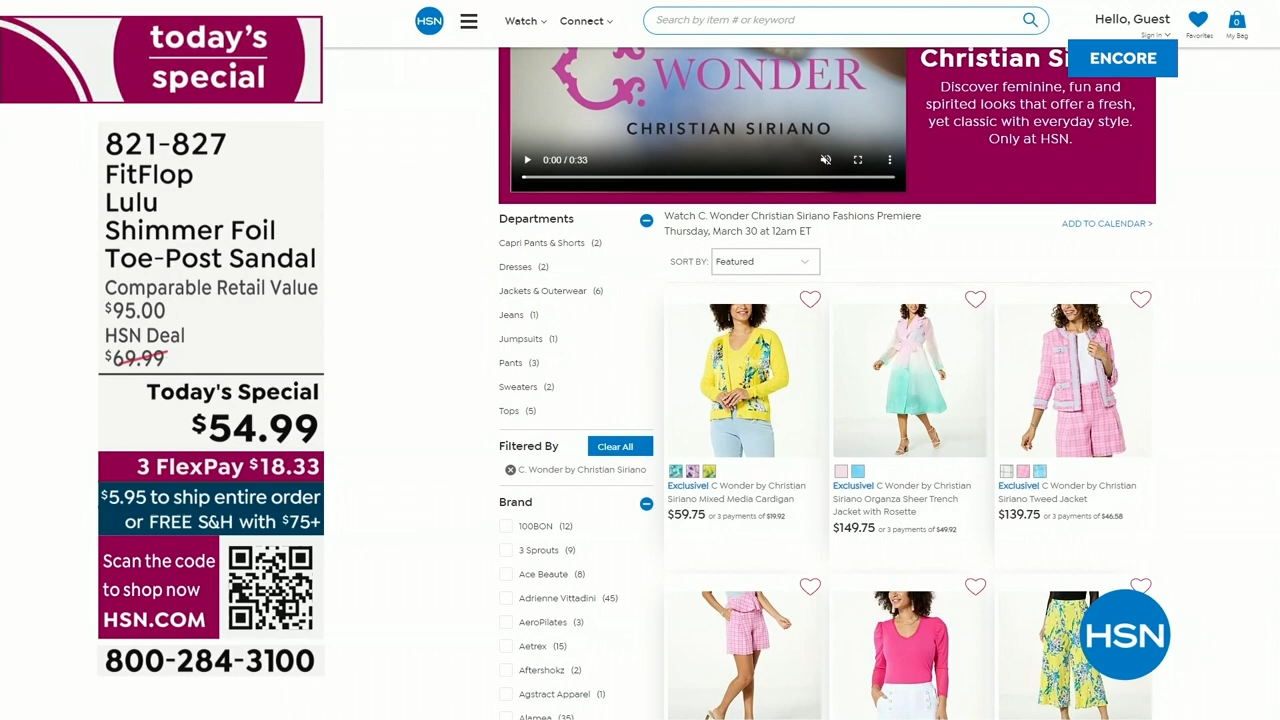 today's
special
821-827
FitFlop
Lulu
Shimmer Foil
Toe-Post Sandal
Comparable Retail Value
$95.00
HSN Deal
$69.99
Today's Special
$54.99
3 FlexPay $18.33
$5.95 to ship entire order
or FREE S&H with $75+
Scan the code
to shop now
HSN.COM
800-284-3100
HSN
Watch
Connect
Search by item # or keyword
Hello, Guest
Sign in
Favorites
0
My Bag
ENCORE
WONDER
CHRISTIAN SIRIANO
0:00 / 0:33
Christian Si
Discover feminine, fun and
spirited looks that offer a fresh,
yet classic with everyday style.
Only at HSN.
Departments
Capri Pants & Shorts (2)
Dresses (2)
Jackets & Outerwear (6)
Jeans (1)
Jumpsuits (1)
Pants (3)
Sweaters (2)
Tops (5)
Filtered By
Clear All
C. Wonder by Christian Siriano
Brand
100BON (12)
3 Sprouts (9)
Ace Beaute (8)
Adrienne Vittadini (45)
AeroPilates (3)
Aetrex (15)
Aftershokz (2)
Agstract Apparel (1)
Alamea (35)
Watch C. Wonder Christian Siriano Fashions Premiere
Thursday, March 30 at 12am ET
ADD TO CALENDAR >
SORT BY: Featured
Exclusive! C Wonder by Christian
Siriano Mixed Media Cardigan
$59.75 or 3 payments of $19.92
Exclusive! C Wonder by Christian
Siriano Organza Sheer Trench
Jacket with Rosette
$149.75 or 3 payments of $49.92
Exclusive! C Wonder by Christian
Siriano Tweed Jacket
$139.75 or 3 payments of $46.58
HSN